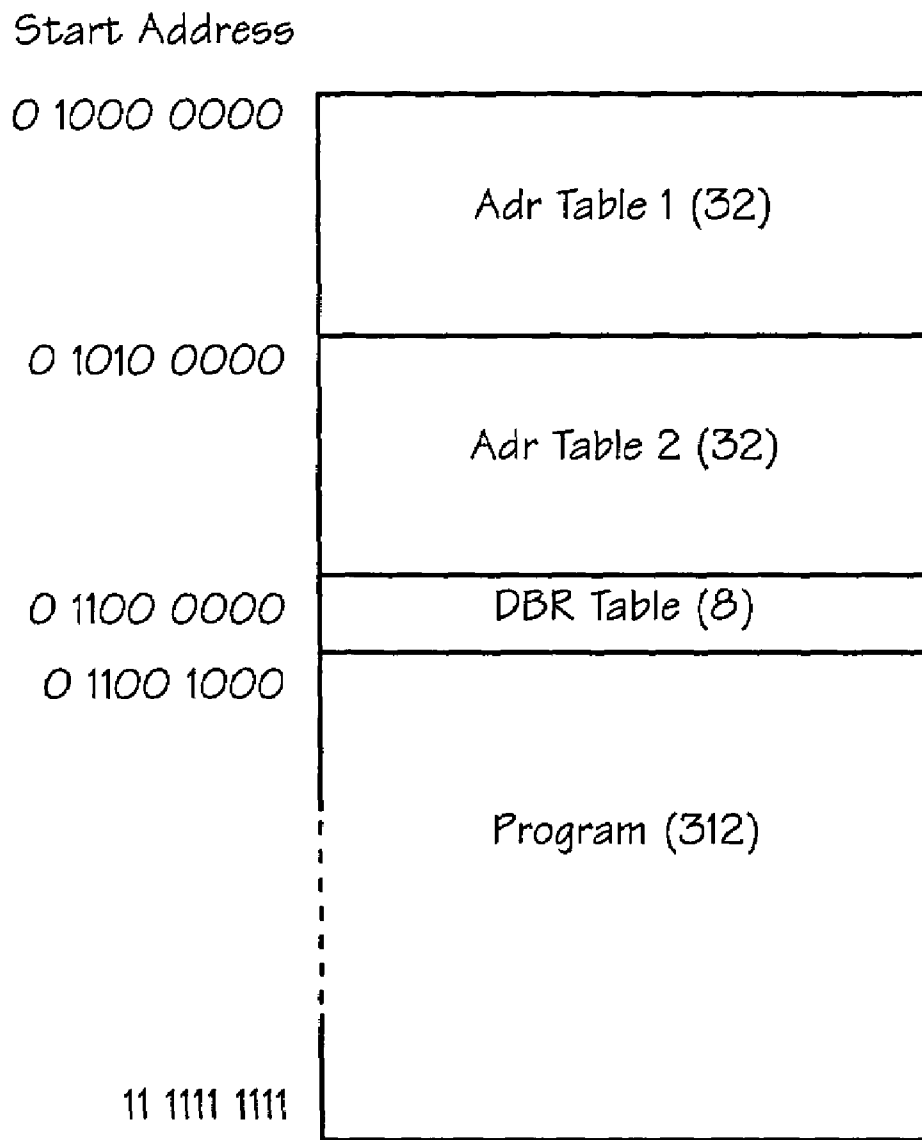 Start Address
0 1000 0000
Adr Table 1 (32)
0 1010 0000
Adr Table 2 (32)
0 1100 0000
DBR Table (8)
0 1100 1000
Program (312)
11 1111 1111